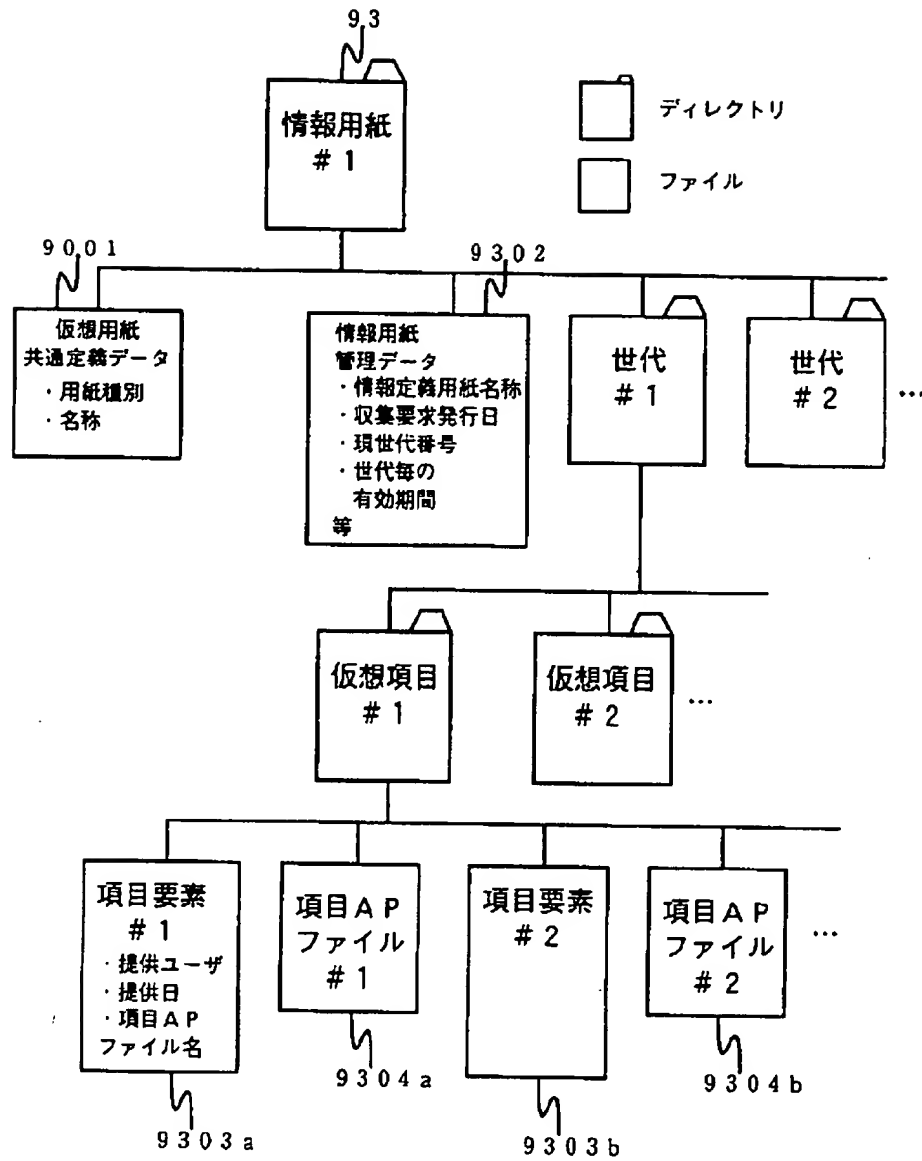 93
情報用紙
#1
ディレクトリ
ファイル
9001
9302
仮想用紙
共通定義データ
・用紙種別
・名称
情報用紙
管理データ
・情報定義用紙名称
・収集要求発行日
・現世代番号
・世代毎の
有効期間
等
世代
#1
世代
#2
…
仮想項目
#1
仮想項目
#2
…
項目要素
#1
・提供ユーザ
・提供日
・項目AP
ファイル名
項目AP
ファイル
#1
項目要素
#2
項目AP
ファイル
#2
…
9304a
9304b
9303a
9303b